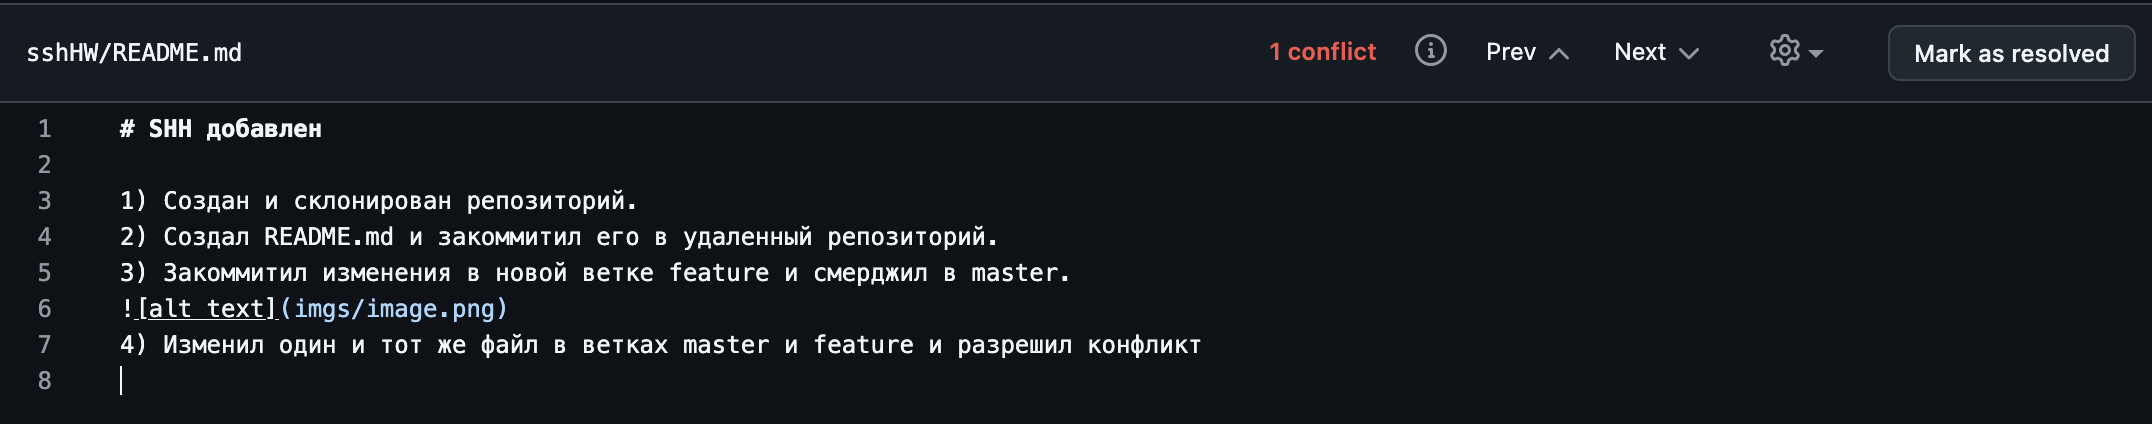 sshHW/README.md 1 conflict Prev Next Mark as resolved
1 # SHH добавлен
2
3 1) Создан и склонирован репозиторий.
4 2) Создал README.md и закоммитил его в удаленный репозиторий.
5 3) Закоммитил изменения в новой ветке feature и смерджил в master.
6 ![alt text](imgs/image.png)
7 4) Изменил один и тот же файл в ветках master и feature и разрешил конфликт
8